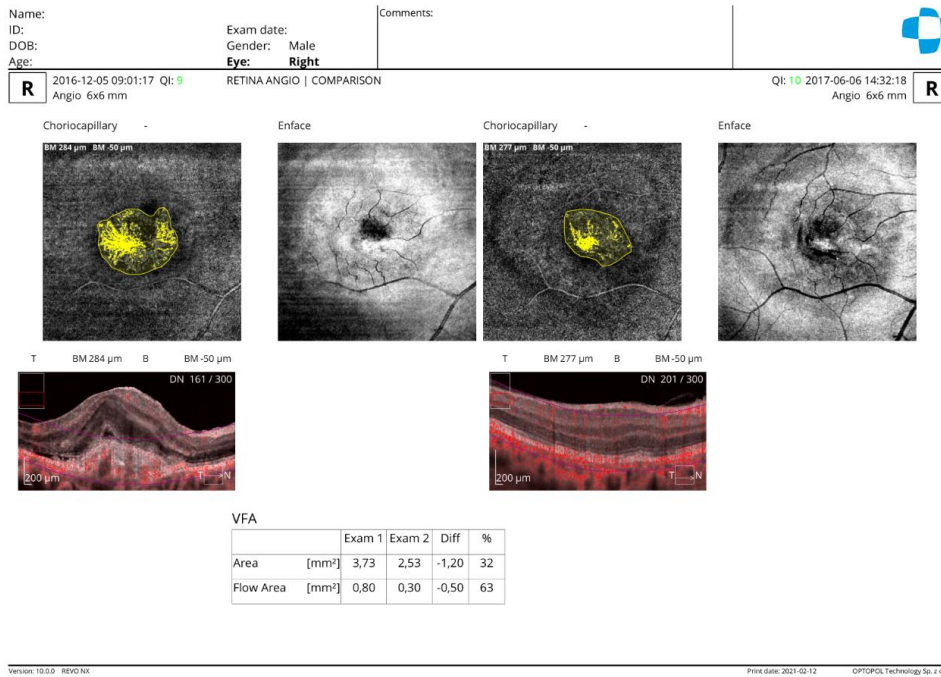 Name:
ID:
DOB:
Age:
Exam date:
Gender: Male
Eye: Right
Comments:
R
2016-12-05 09:01:17 QI: 9
Angio 6x6 mm
RETINA ANGIO | COMPARISON
QI: 10 2017-06-06 14:32:18
Angio 6x6 mm
R
Choriocapillary -
Enface
Choriocapillary -
Enface
BM 284 µm BM -50 µm
BM 277 µm BM -50 µm
T BM 284 µm B BM -50 µm
T BM 277 µm B BM -50 µm
DN 161 / 300
200 µm
T N
DN 201 / 300
200 µm
T N
VFA
Exam 1 Exam 2 Diff %
Area [mm²] 3,73 2,53 -1,20 32
Flow Area [mm²] 0,80 0,30 -0,50 63
Version: 10.0.0 REVO NX
Print date: 2021-02-12
OPTOPOL Technology Sp. z